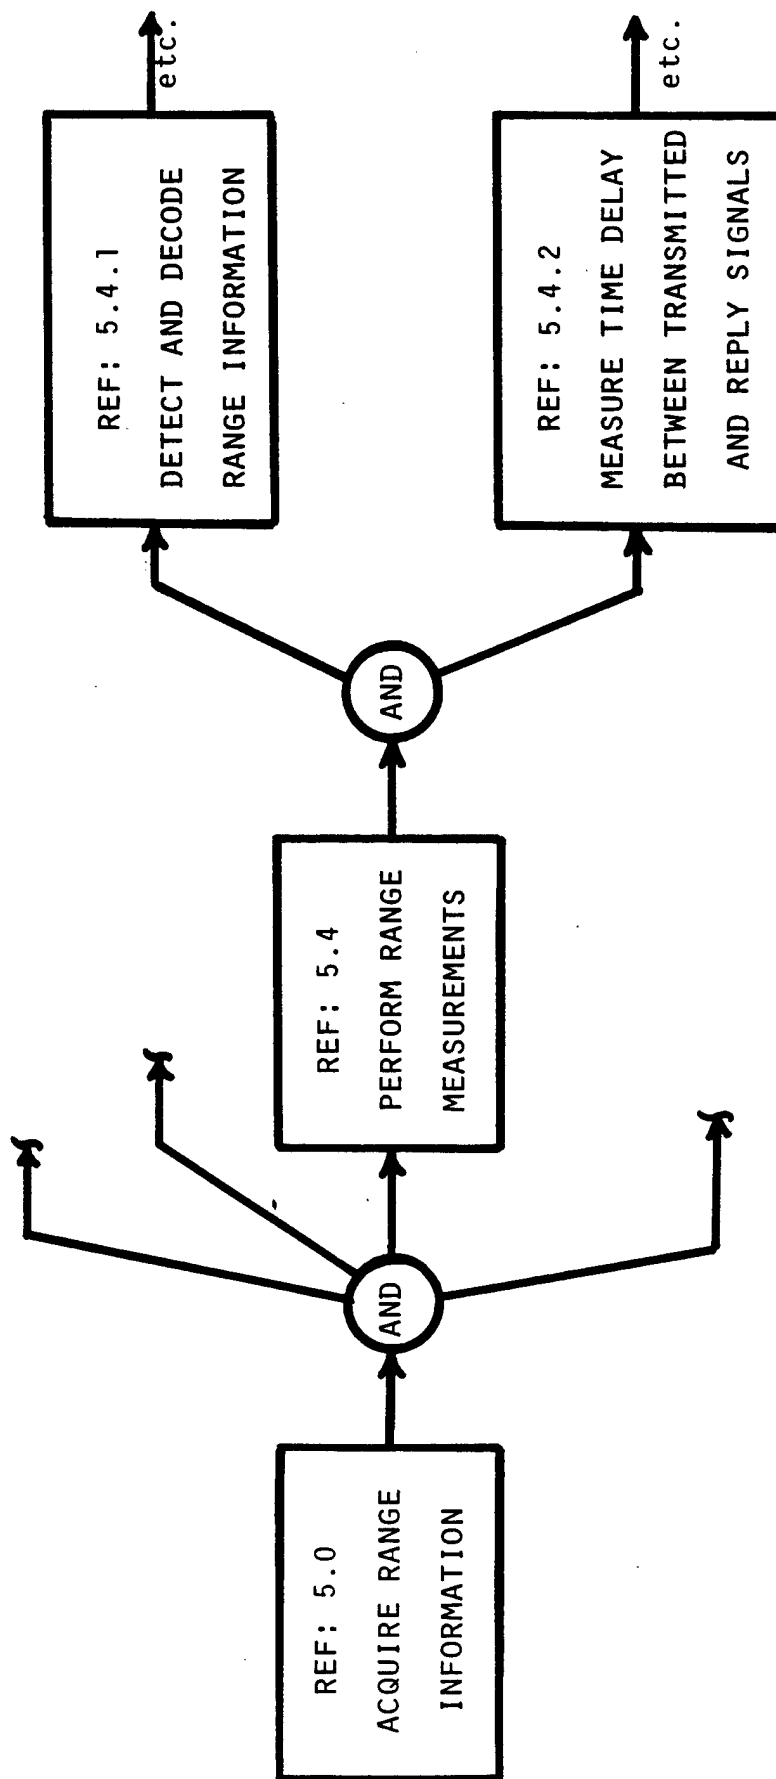 REF: 5.0
ACQUIRE RANGE
INFORMATION
AND
REF: 5.4
PERFORM RANGE
MEASUREMENTS
AND
REF: 5.4.1
DETECT AND DECODE
RANGE INFORMATION
etc.
REF: 5.4.2
MEASURE TIME DELAY
BETWEEN TRANSMITTED
AND REPLY SIGNALS
etc.